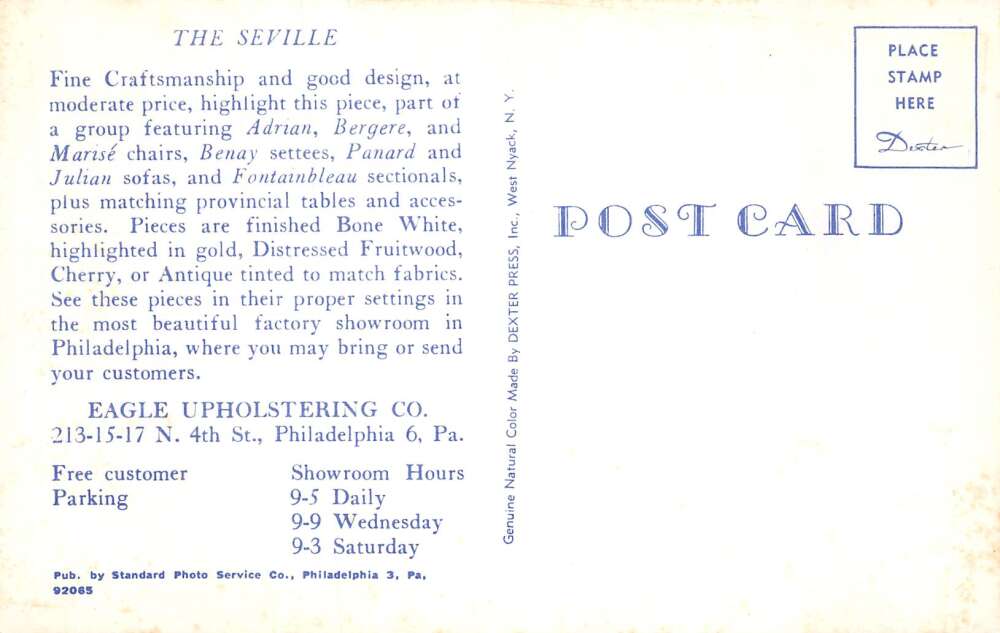 THE SEVILLE
Fine Craftsmanship and good design, at
moderate price, highlight this piece, part of
a group featuring Adrian, Bergere, and
Marisé chairs, Benay settees, Panard and
Julian sofas, and Fontainbleau sectionals,
plus matching provincial tables and acces-
sories. Pieces are finished Bone White,
highlighted in gold, Distressed Fruitwood,
Cherry, or Antique tinted to match fabrics.
See these pieces in their proper settings in
the most beautiful factory showroom in
Philadelphia, where you may bring or send
your customers.
EAGLE UPHOLSTERING CO.
213-15-17 N. 4th St., Philadelphia 6, Pa.
Free customer
Parking
Showroom Hours
9-5 Daily
9-9 Wednesday
9-3 Saturday
Pub. by Standard Photo Service Co., Philadelphia 3, Pa,
92065
Genuine Natural Color Made By DEXTER PRESS, Inc., West Nyack, N. Y.
PLACE
STAMP
HERE
Dexter
POST CARD